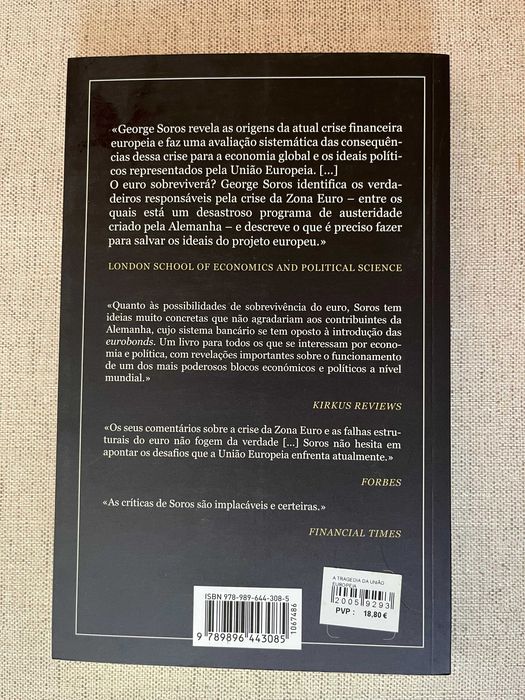 «George Soros revela as origens da atual crise financeira
europeia e faz uma avaliação sistemática das consequên-
cias dessa crise para a economia global e os ideais políti-
cos representados pela União Europeia. [...]
O euro sobreviverá? George Soros identifica os verda-
deiros responsáveis pela crise da Zona Euro – entre os
quais está um desastroso programa de austeridade
criado pela Alemanha – e descreve o que é preciso fazer
para salvar os ideais do projeto europeu.»
LONDON SCHOOL OF ECONOMICS AND POLITICAL SCIENCE
«Quanto às possibilidades de sobrevivência do euro, Soros tem
ideias muito concretas que não agradariam aos contribuintes da
Alemanha, cujo sistema bancário se tem oposto à introdução das
eurobonds. Um livro para todos os que se interessam por econo-
mia e política, com revelações importantes sobre o funcionamento
de um dos mais poderosos blocos económicos e políticos a nível
mundial.»
KIRKUS REVIEWS
«Os seus comentários sobre a crise da Zona Euro e as falhas estru-
turais do euro não fogem da verdade [...] Soros não hesita em
apontar os desafios que a União Europeia enfrenta atualmente.»
FORBES
«As críticas de Soros são implacáveis e certeiras.»
FINANCIAL TIMES
ISBN 978-989-644-308-5
9 789896 443085
1067486
A TRAGEDIA DA UNIÃO
EUROPEIA
20059293
PVP : 18,80 €